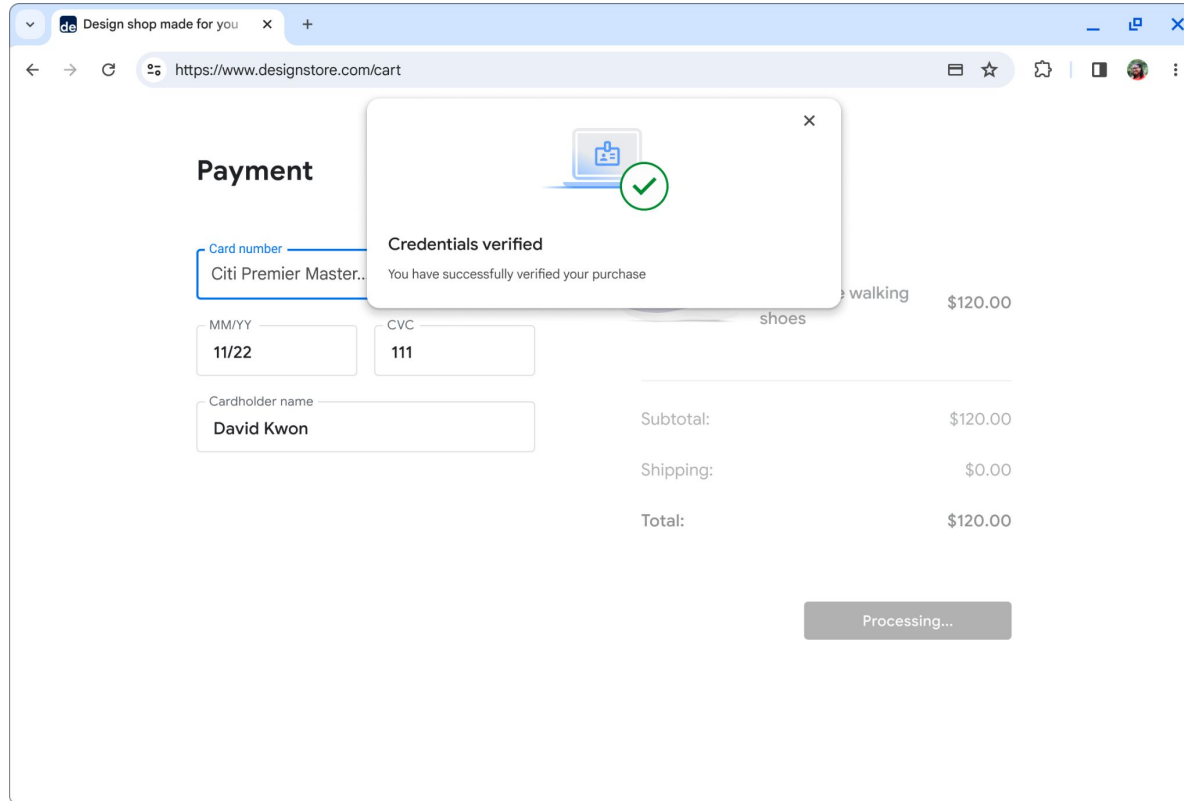 de Design shop made for you
https://www.designstore.com/cart
Payment
Credentials verified
You have successfully verified your purchase
Card number
Citi Premier Master..
MM/YY
11/22
CVC
111
Cardholder name
David Kwon
walking
shoes
$120.00
Subtotal: $120.00
Shipping: $0.00
Total: $120.00
Processing...